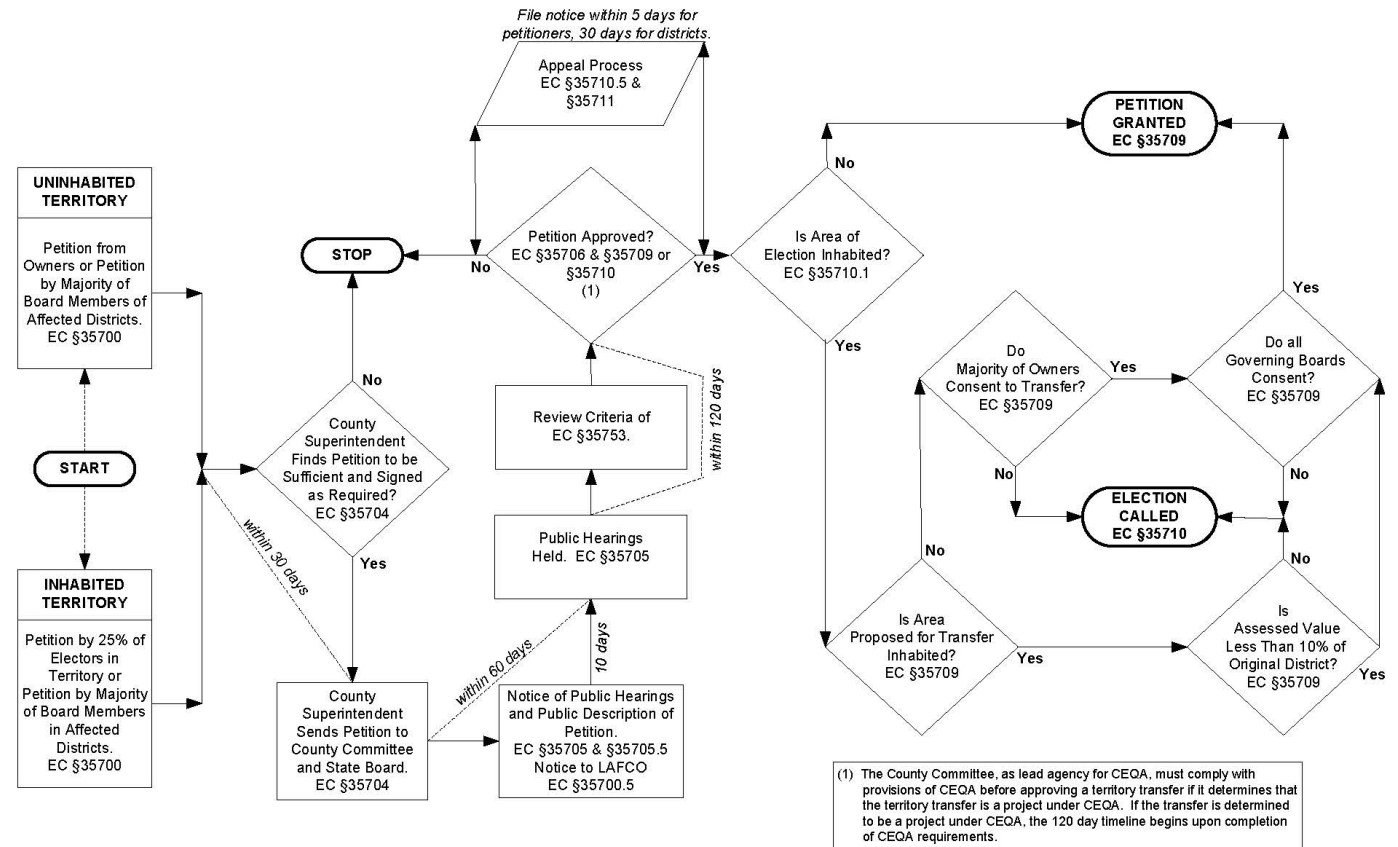 File notice within 5 days for
petitioners, 30 days for districts.
Appeal Process
EC §35710.5 &
§35711
UNINHABITED
TERRITORY
Petition from
Owners or Petition
by Majority of
Board Members of
Affected Districts.
EC §35700
START
INHABITED
TERRITORY
Petition by 25% of
Electors in
Territory or
Petition by Majority
of Board Members
in Affected
Districts.
EC §35700
STOP
No
County
Superintendent
Finds Petition to be
Sufficient and Signed
as Required?
EC §35704
Yes
within 30 days
County
Superintendent
Sends Petition to
County Committee
and State Board.
EC §35704
within 60 days
10 days
Notice of Public Hearings
and Public Description of
Petition.
EC §35705 & §35705.5
Notice to LAFCO
EC §35700.5
Public Hearings
Held. EC §35705
Review Criteria of
EC §35753.
within 120 days
Petition Approved?
EC §35706 & §35709 or
§35710
(1)
No
Yes
Is Area of
Election Inhabited?
EC §35710.1
No
Yes
PETITION
GRANTED
EC §35709
Do
Majority of Owners
Consent to Transfer?
EC §35709
Yes
No
Do all
Governing Boards
Consent?
EC §35709
Yes
No
ELECTION
CALLED
EC §35710
No
Is Area
Proposed for Transfer
Inhabited?
EC §35709
Yes
No
Is
Assessed Value
Less Than 10% of
Original District?
EC §35709
Yes
(1) The County Committee, as lead agency for CEQA, must comply with
provisions of CEQA before approving a territory transfer if it determines that
the territory transfer is a project under CEQA. If the transfer is determined
to be a project under CEQA, the 120 day timeline begins upon completion
of CEQA requirements.